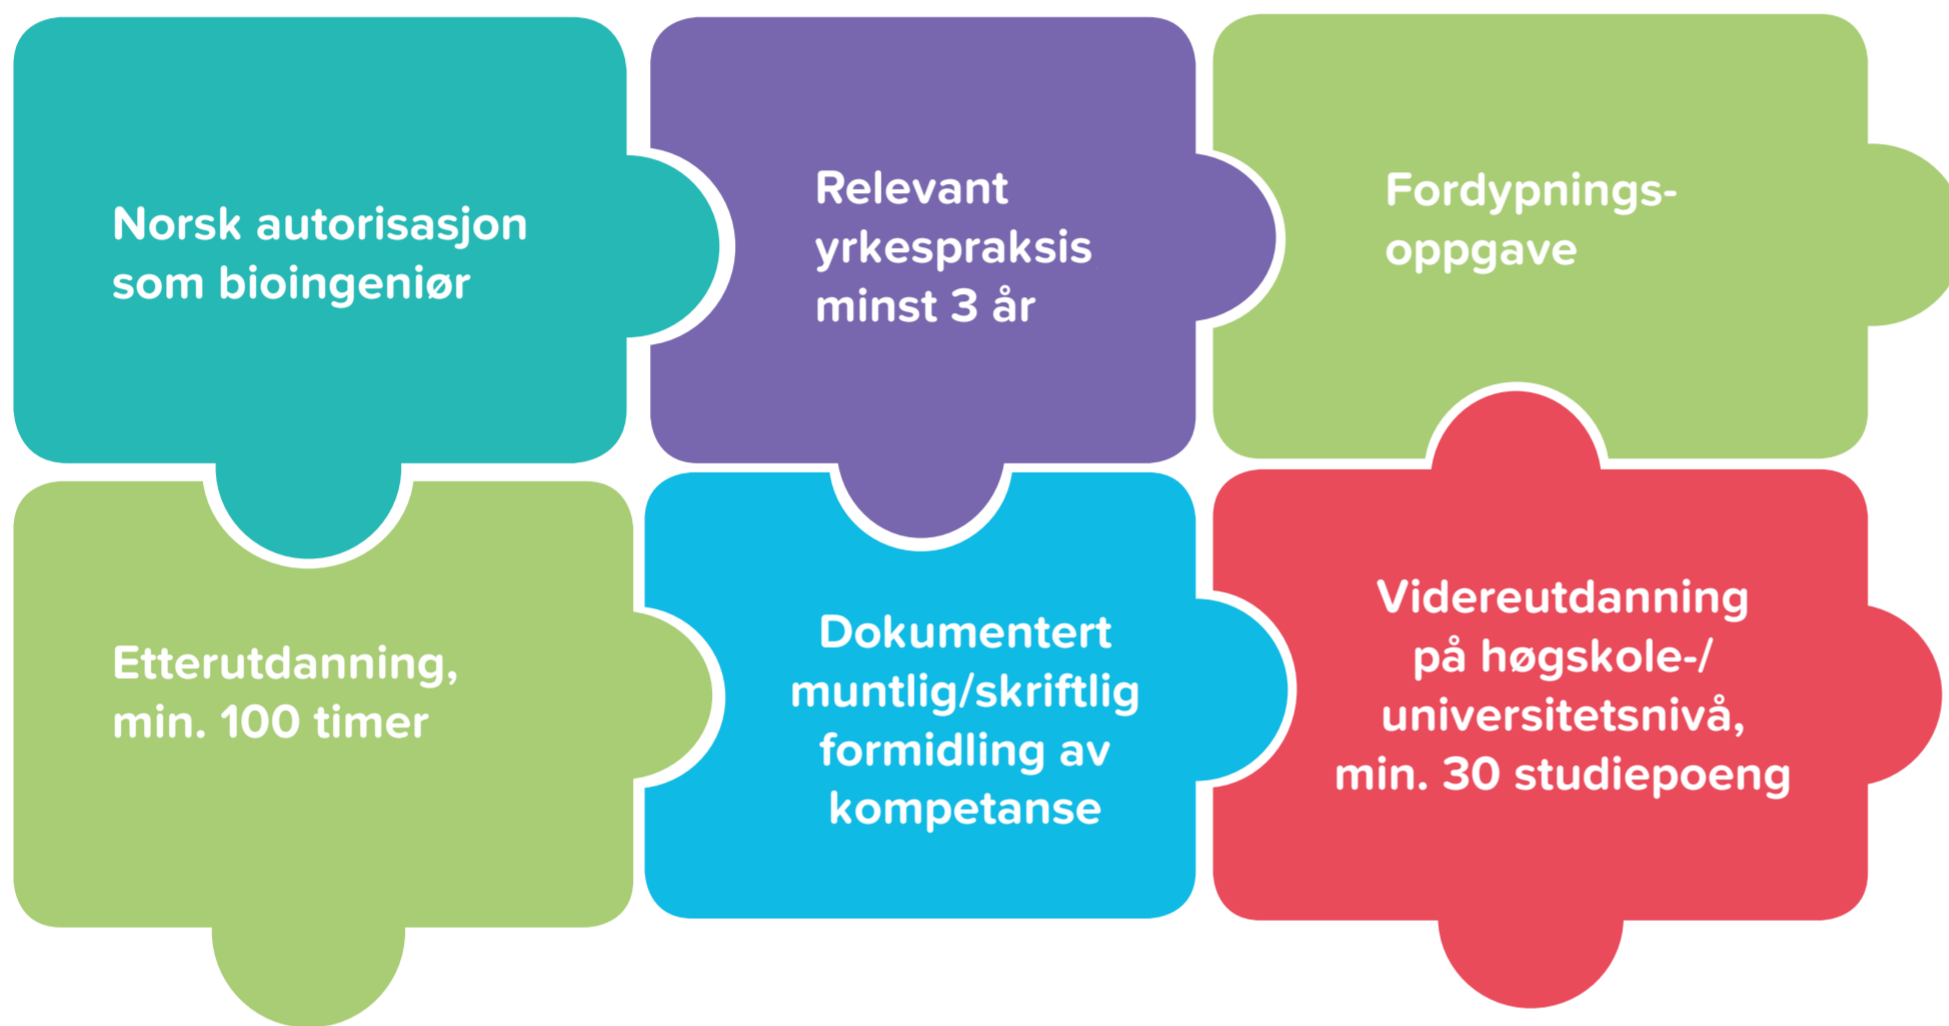 Norsk autorisasjon
som bioingeniør
Relevant
yrkespraksis
minst 3 år
Fordypnings-
oppgave
Etterutdanning,
min. 100 timer
Dokumentert
muntlig/skriftlig
formidling av
kompetanse
Videreutdanning
på høgskole-/
universitetsnivå,
min. 30 studiepoeng